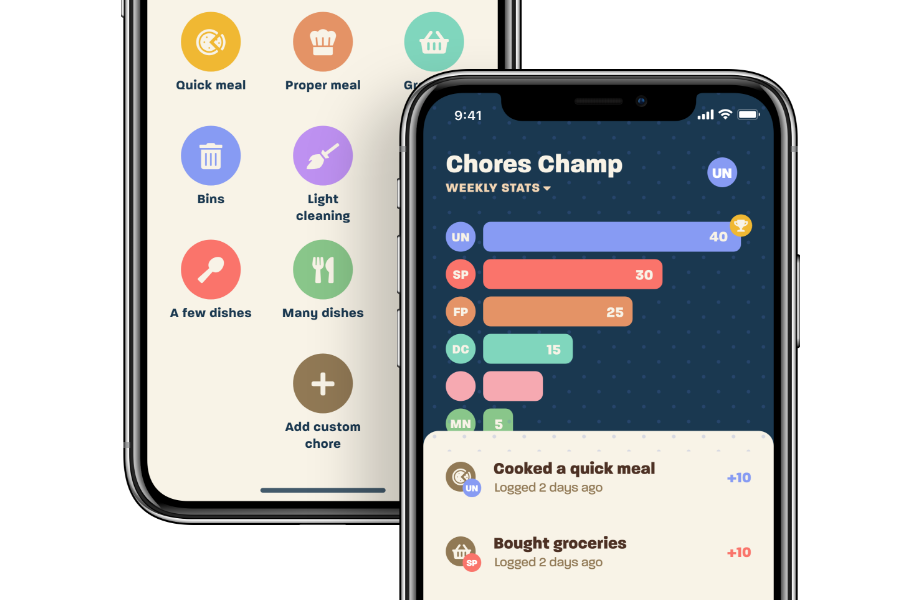 Quick meal
Proper meal
Bins
Light
cleaning
A few dishes
Many dishes
Add custom
chore
9:41
Chores Champ
WEEKLY STATS
UN
UN
40
SP
30
FP
25
DC
15
MN
5
Cooked a quick meal
Logged 2 days ago
UN
+10
Bought groceries
Logged 2 days ago
SP
+10